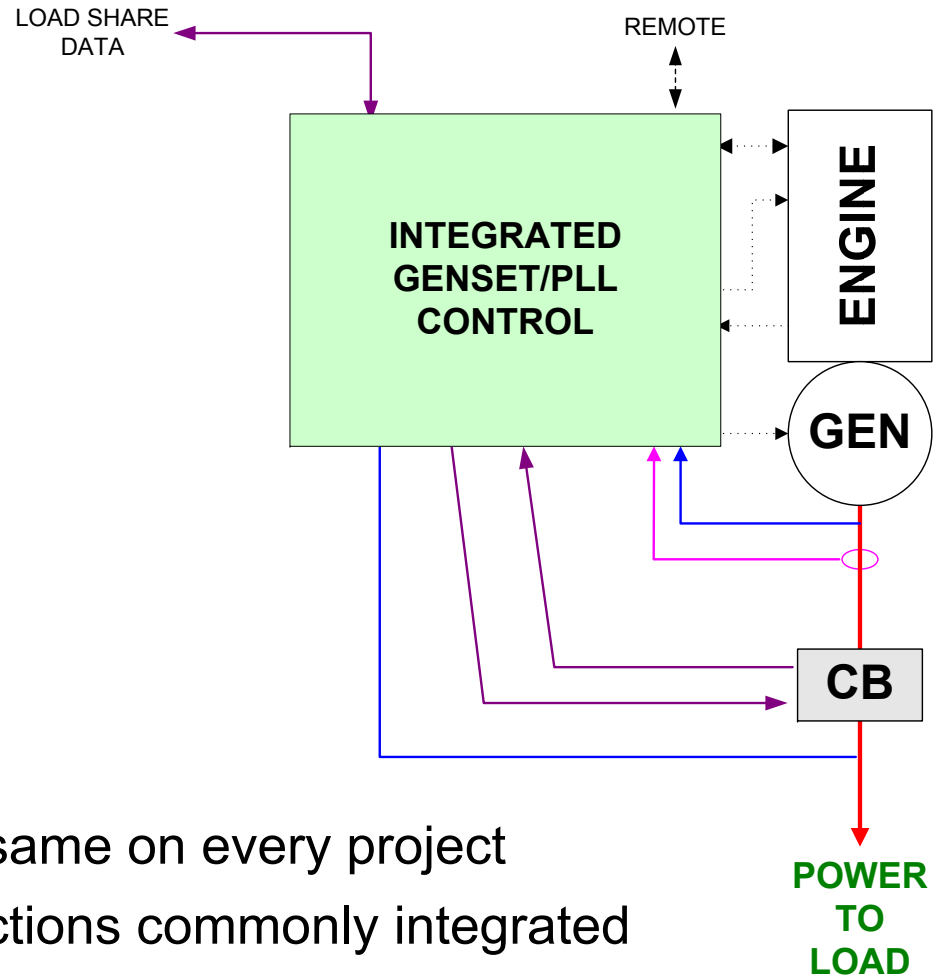 LOAD SHARE
DATA
REMOTE
INTEGRATED
GENSET/PLL
CONTROL
ENGINE
GEN
CB
same on every project
ctions commonly integrated
POWER
TO
LOAD